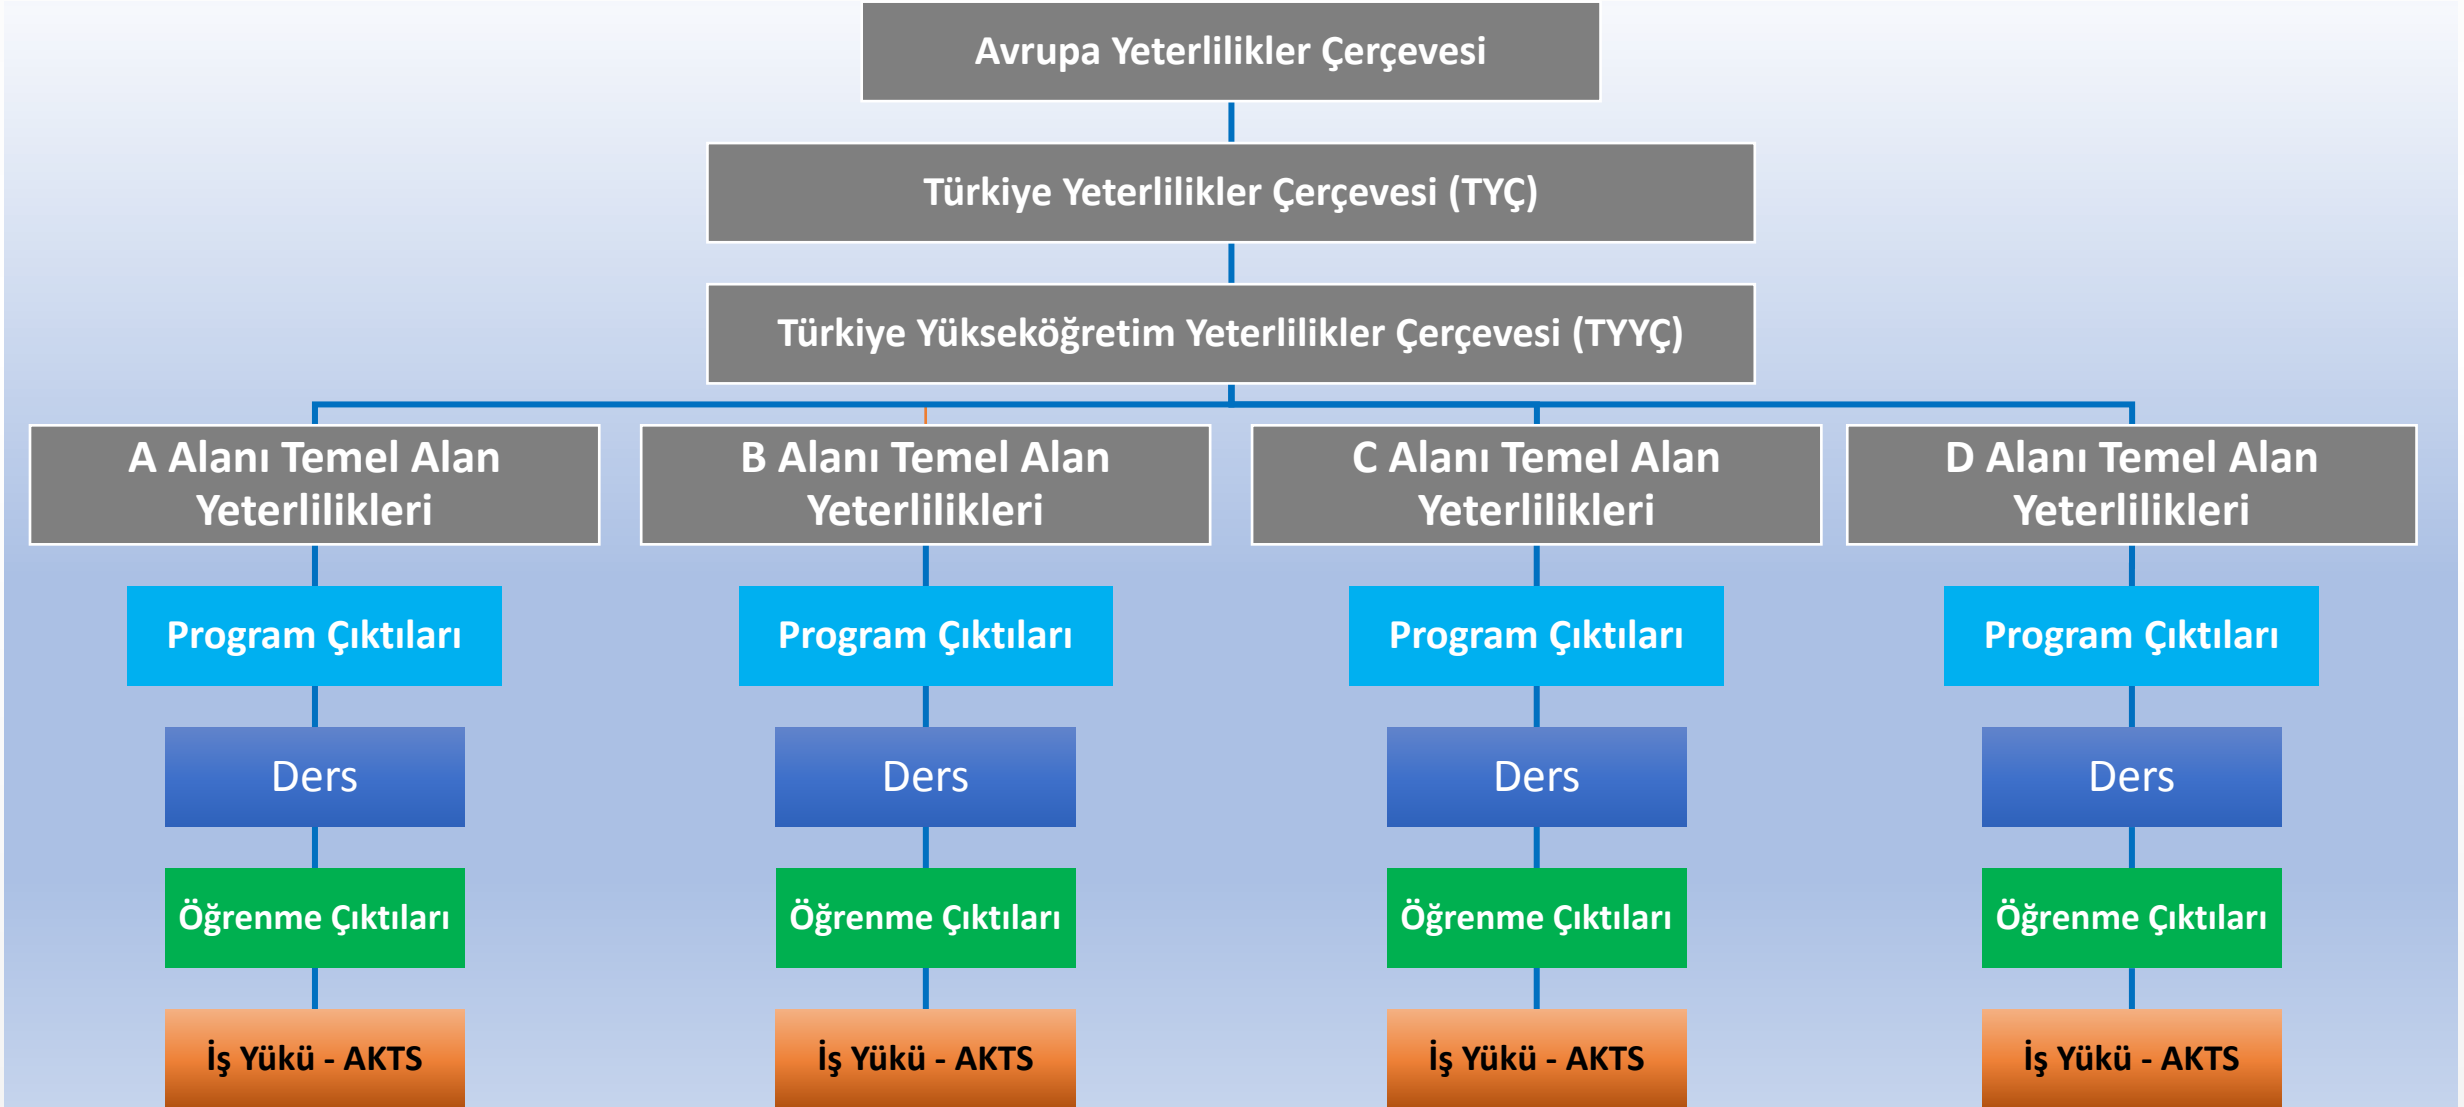 Avrupa Yeterlilikler Çerçevesi
Türkiye Yeterlilikler Çerçevesi (TYÇ)
Türkiye Yükseköğretim Yeterlilikler Çerçevesi (TYYÇ)
A Alanı Temel Alan
Yeterlilikleri
B Alanı Temel Alan
Yeterlilikleri
C Alanı Temel Alan
Yeterlilikleri
D Alanı Temel Alan
Yeterlilikleri
Program Çıktıları
Program Çıktıları
Program Çıktıları
Program Çıktıları
Ders
Ders
Ders
Ders
Öğrenme Çıktıları
Öğrenme Çıktıları
Öğrenme Çıktıları
Öğrenme Çıktıları
İş Yükü - AKTS
İş Yükü - AKTS
İş Yükü - AKTS
İş Yükü - AKTS